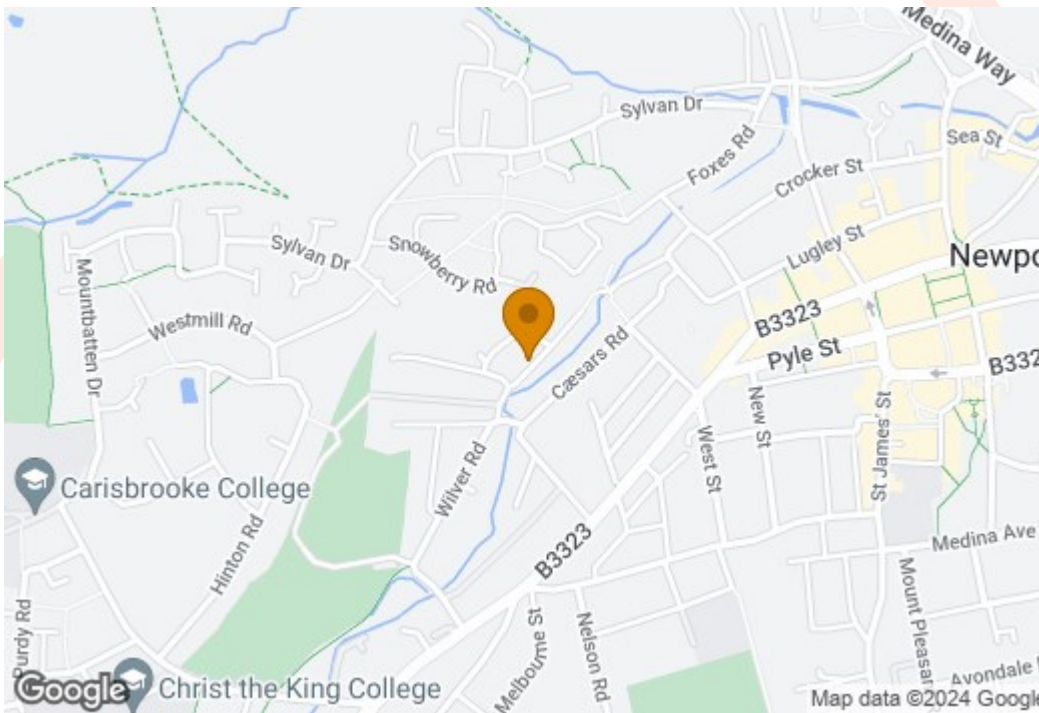 Medina Way
Sylvan Dr
Foxes Rd
Sea St
Crocker St
Lugley St
Sylvan Dr
Snowberry Rd
Newpo
Mountbatten Dr
Westmill Rd
B3323
Pyle St
B332
Cæsars Rd
New St
West St
St James' St
Wilver Rd
Carisbrooke College
Hinton Rd
B3323
Medina Ave
Mount Pleasan
Purdy Rd
Melbourne St
Nelson Rd
Avondale
Christ the King College
Google
Map data ©2024 Google